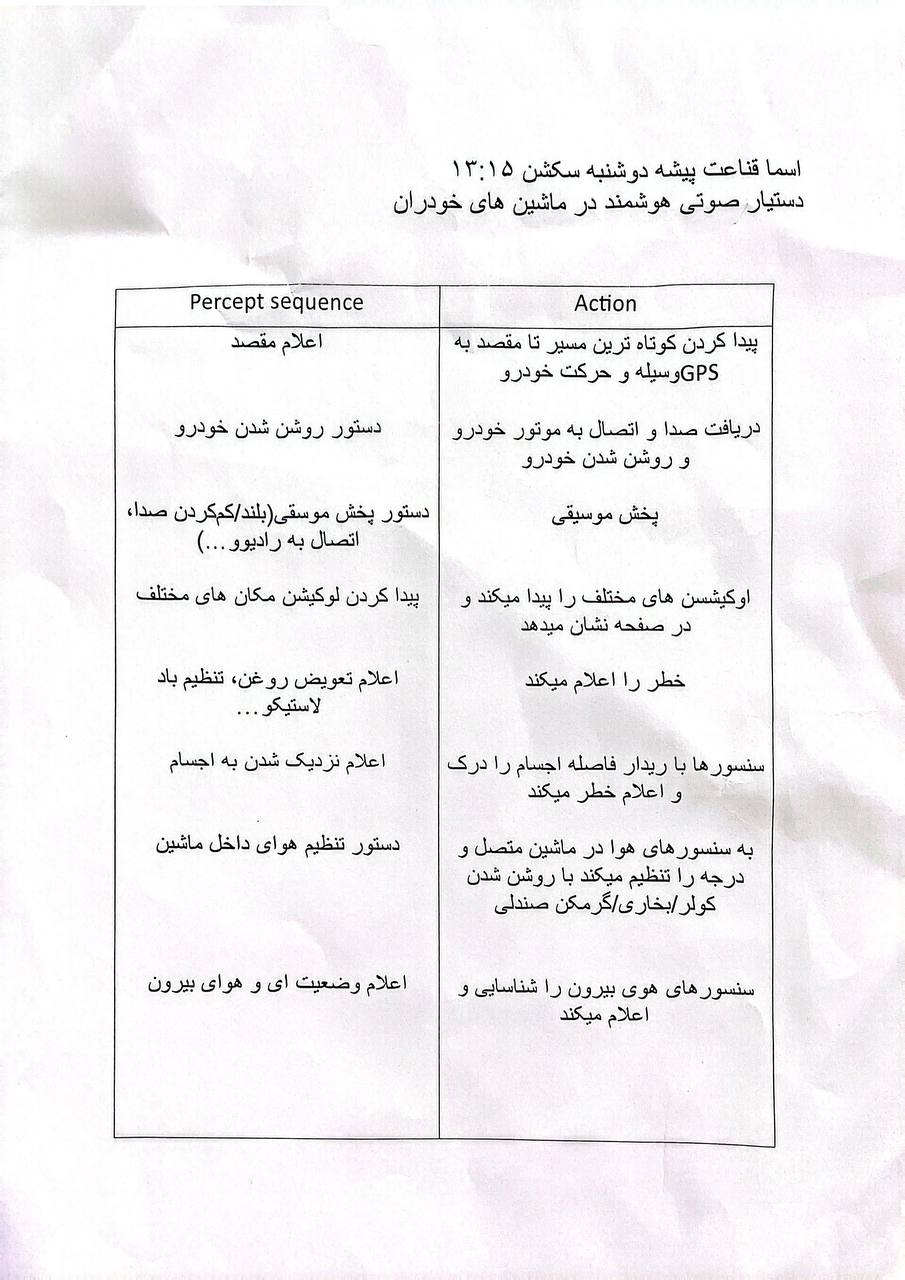 اسما قناعت پیشه دوشنبه سکشن ۱۳:۱۵
دستیار صوتی هوشمند در ماشین های خودران
Percept sequence
Action
اعلام مقصد
پیدا کردن کوتاه ترین مسیر تا مقصد به
GPSوسیله و حرکت خودرو
دستور روشن شدن خودرو
دریافت صدا و اتصال به موتور خودرو
و روشن شدن خودرو
دستور پخش موسقی(بلند/کم‌کردن صدا،
اتصال به رادیوو...)
پخش موسیقی
پیدا کردن لوکیشن مکان های مختلف
اوکیشسن های مختلف را پیدا میکند و
در صفحه نشان میدهد
اعلام تعویض روغن، تنظیم باد
لاستیکو...
خطر را اعلام میکند
اعلام نزدیک شدن به اجسام
سنسورها با ریدار فاصله اجسام را درک
و اعلام خطر میکند
دستور تنظیم هوای داخل ماشین
به سنسورهای هوا در ماشین متصل و
درجه را تنظیم میکند با روشن شدن
کولر/بخاری/گرمکن صندلی
اعلام وضعیت ای و هوای بیرون
سنسورهای هوی بیرون را شناسایی و
اعلام میکند